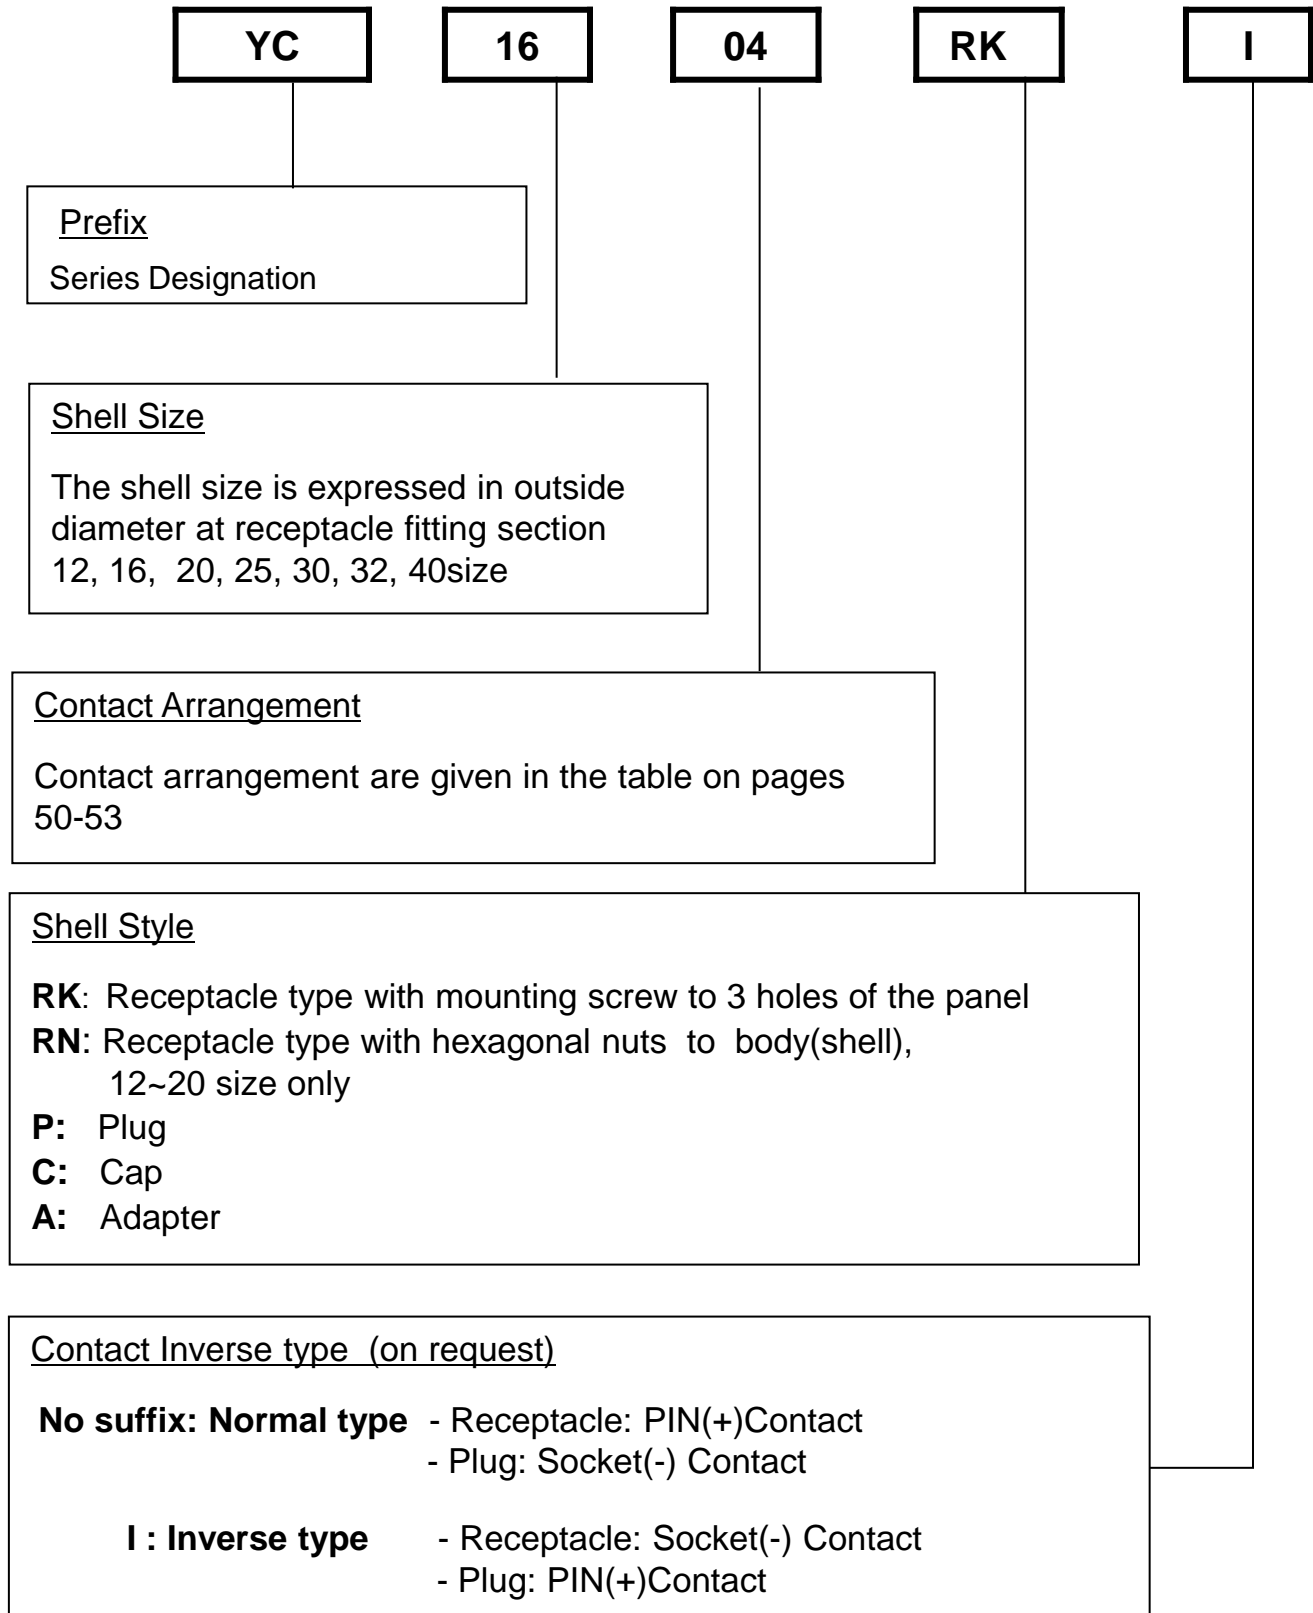 YC 16 04 RK I
Prefix
Series Designation
Shell Size
The shell size is expressed in outside
diameter at receptacle fitting section
12, 16, 20, 25, 30, 32, 40size
Contact Arrangement
Contact arrangement are given in the table on pages
50-53
Shell Style
RK: Receptacle type with mounting screw to 3 holes of the panel
RN: Receptacle type with hexagonal nuts to body(shell),
12~20 size only
P: Plug
C: Cap
A: Adapter
Contact Inverse type (on request)
No suffix: Normal type - Receptacle: PIN(+)Contact
- Plug: Socket(-) Contact
I : Inverse type - Receptacle: Socket(-) Contact
- Plug: PIN(+)Contact